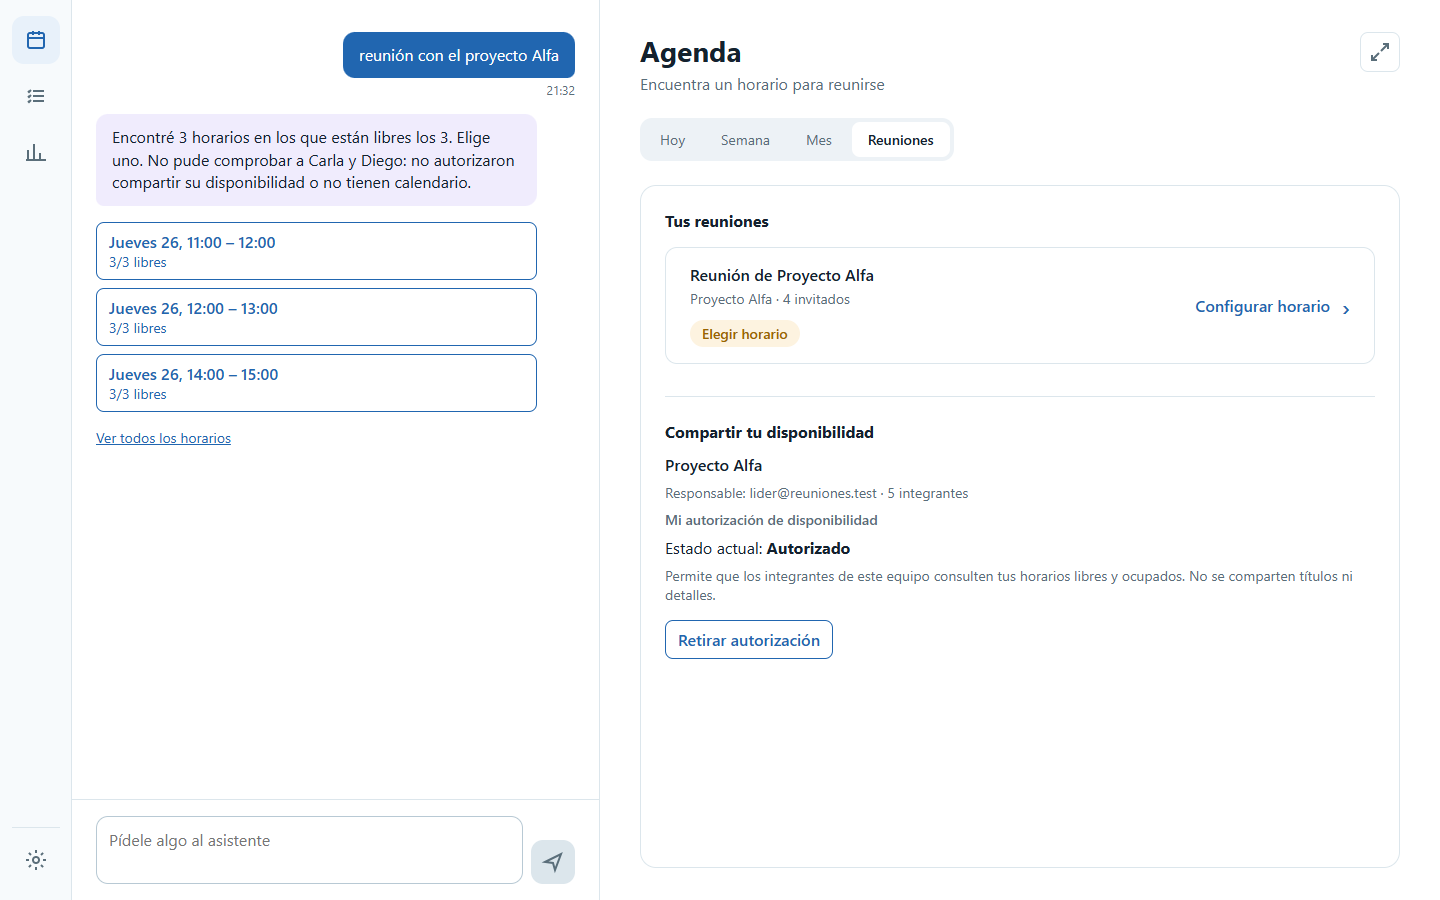 reunión con el proyecto Alfa
21:32
Encontré 3 horarios en los que están libres los 3. Elige
uno. No pude comprobar a Carla y Diego: no autorizaron
compartir su disponibilidad o no tienen calendario.
Jueves 26, 11:00 – 12:00
3/3 libres
Jueves 26, 12:00 – 13:00
3/3 libres
Jueves 26, 14:00 – 15:00
3/3 libres
Ver todos los horarios
Pídele algo al asistente
Agenda
Encuentra un horario para reunirse
Hoy Semana Mes Reuniones
Tus reuniones
Reunión de Proyecto Alfa
Proyecto Alfa · 4 invitados
Elegir horario
Configurar horario ›
Compartir tu disponibilidad
Proyecto Alfa
Responsable: lider@reuniones.test · 5 integrantes
Mi autorización de disponibilidad
Estado actual: Autorizado
Permite que los integrantes de este equipo consulten tus horarios libres y ocupados. No se comparten títulos ni
detalles.
Retirar autorización